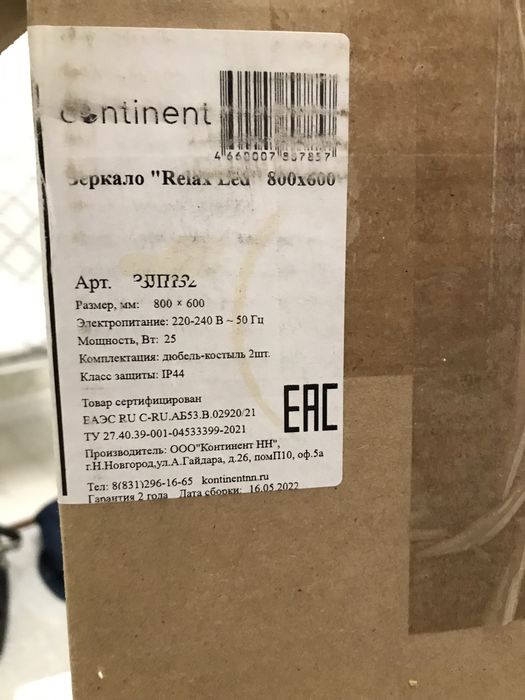 continent
4 660007
Зеркало "Relax Led" 800x600
Арт.
Размер, мм: 800 × 600
Электропитание: 220-240 В ~ 50 Гц
Мощность, Вт: 25
Комплектация: дюбель-костыль 2шт.
Класс защиты: IP44
Товар сертифицирован
ЕАЭС RU C-RU.АБ53.В.02920/21
ТУ 27.40.39-001-04533399-2021
EAC
Производитель: ООО"Континент НН",
г.Н.Новгород,ул.А.Гайдара, д.26, помП10, оф.5а
Тел: 8(831)296-16-65 kontinentnn.ru
Гарантия 2 года Дата сборки: 16.05.2022